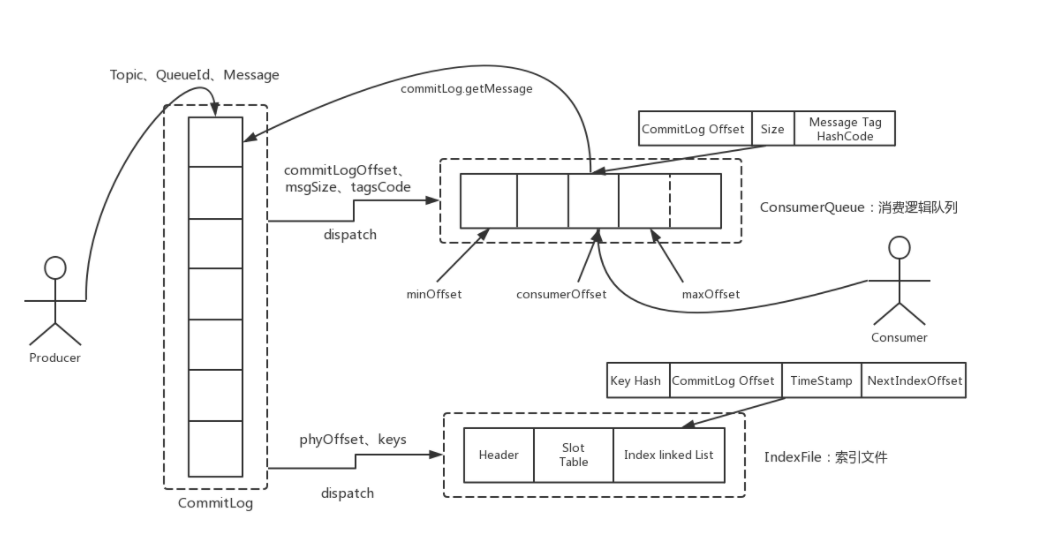 Topic、QueueId、Message
commitLog.getMessage
CommitLog Offset
Size
Message Tag
HashCode
commitLogOffset、
msgSize、tagsCode
dispatch
ConsumerQueue：消费逻辑队列
minOffset
consumerOffset
maxOffset
Producer
Consumer
Key Hash
CommitLog Offset
TimeStamp
NextIndexOffset
phyOffset、keys
dispatch
Header
Slot
Table
Index linked List
IndexFile：索引文件
CommitLog